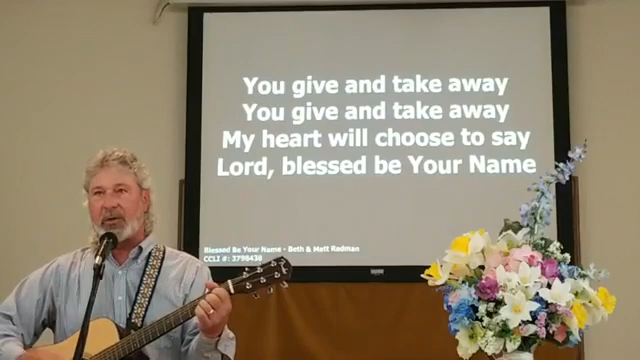 You give and take away
You give and take away
My heart will choose to say
Lord, blessed be Your Name
Blessed Be Your Name - Beth & Matt Redman
CCLI #: 3798438